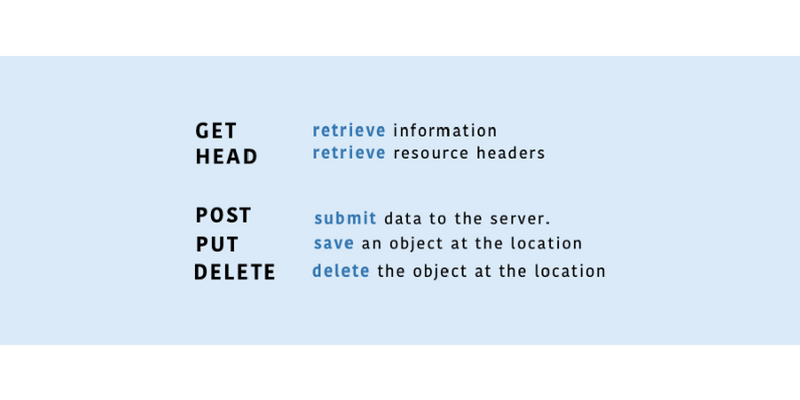 GET retrieve information
HEAD retrieve resource headers
POST submit data to the server.
PUT save an object at the location
DELETE delete the object at the location